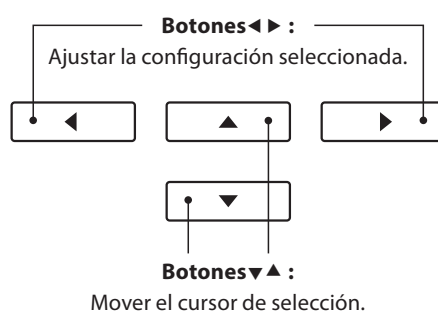 Botones◀ ▶ :
Ajustar la configuración seleccionada.
Botones▼▲ :
Mover el cursor de selección.